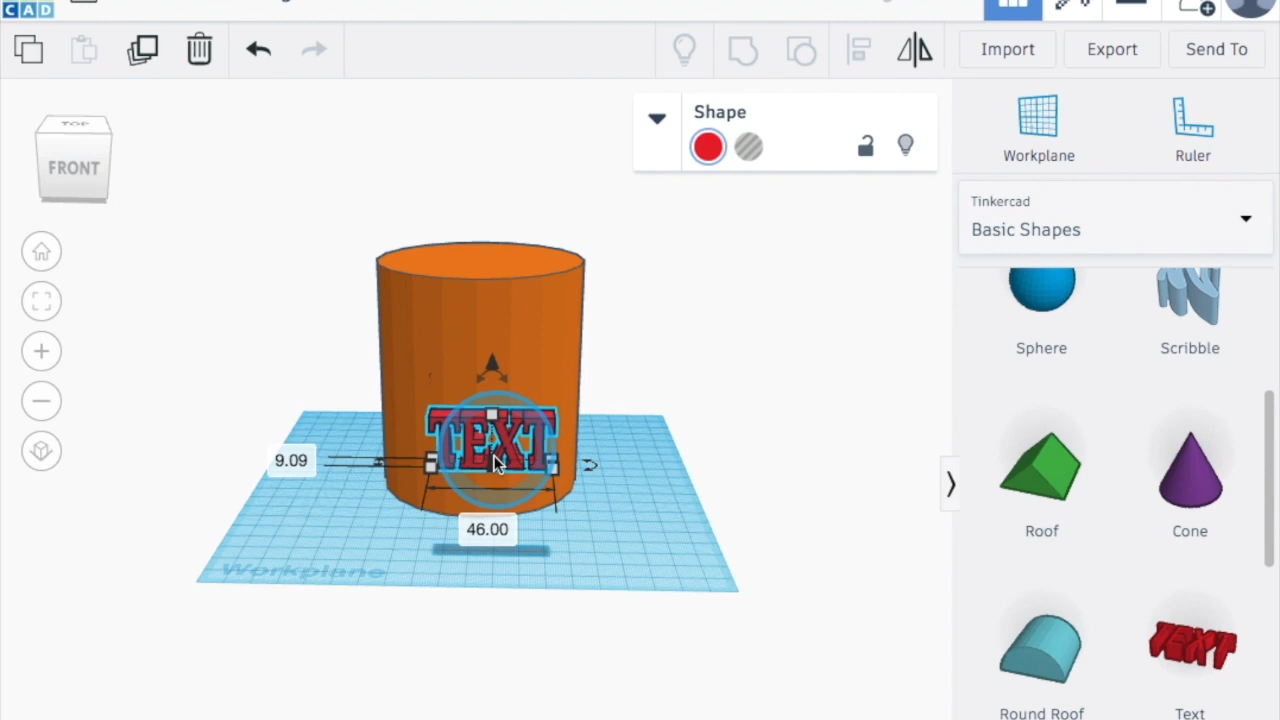 CAD
Import
Export
Send To
TOP
FRONT
Shape
Workplane
Ruler
Tinkercad
Basic Shapes
Sphere
Scribble
TEXT
9.09
46.00
Workplane
Roof
Cone
TEXT
Round Roof
Text